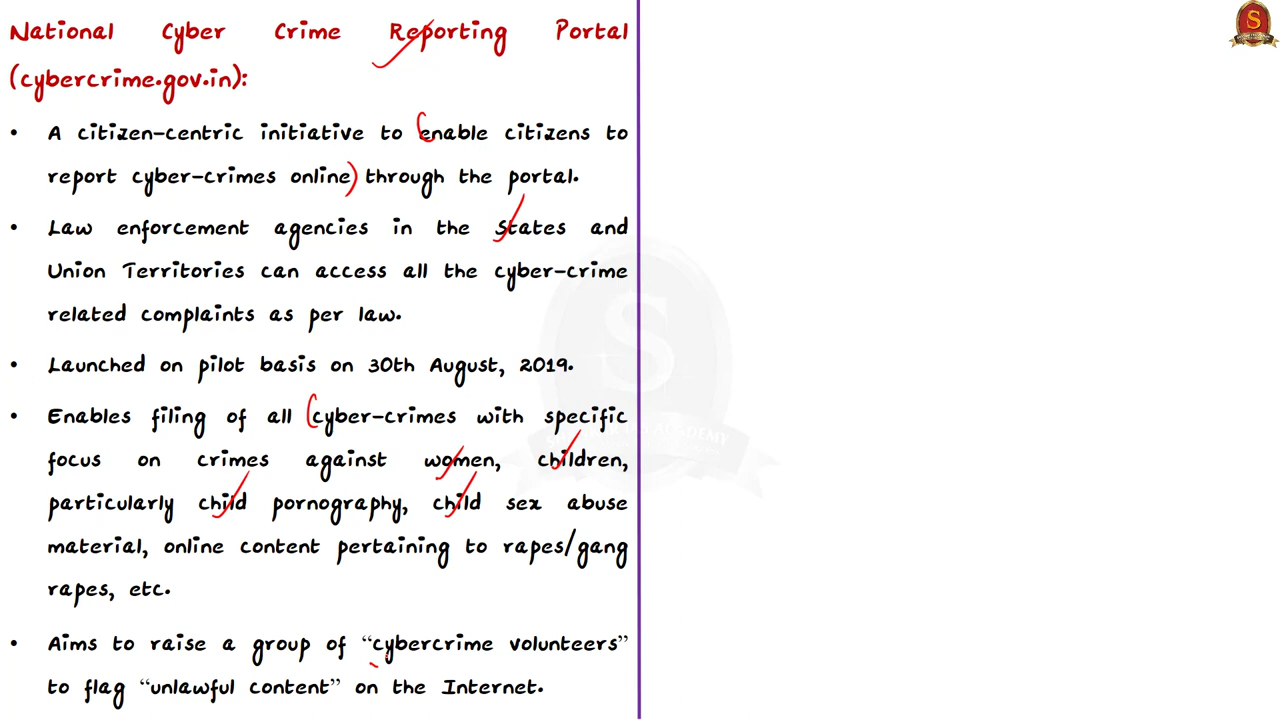 National Cyber Crime Reporting Portal
(cybercrime.gov.in):
• A citizen-centric initiative to enable citizens to
report cyber-crimes online) through the portal.
• Law enforcement agencies in the States and
Union Territories can access all the cyber-crime
related complaints as per law.
• Launched on pilot basis on 30th August, 2019.
• Enables filing of all (cyber-crimes with specific
focus on crimes against women, children,
particularly child pornography, child sex abuse
material, online content pertaining to rapes/gang
rapes, etc.
• Aims to raise a group of “cybercrime volunteers”
to flag “unlawful content” on the Internet.
S